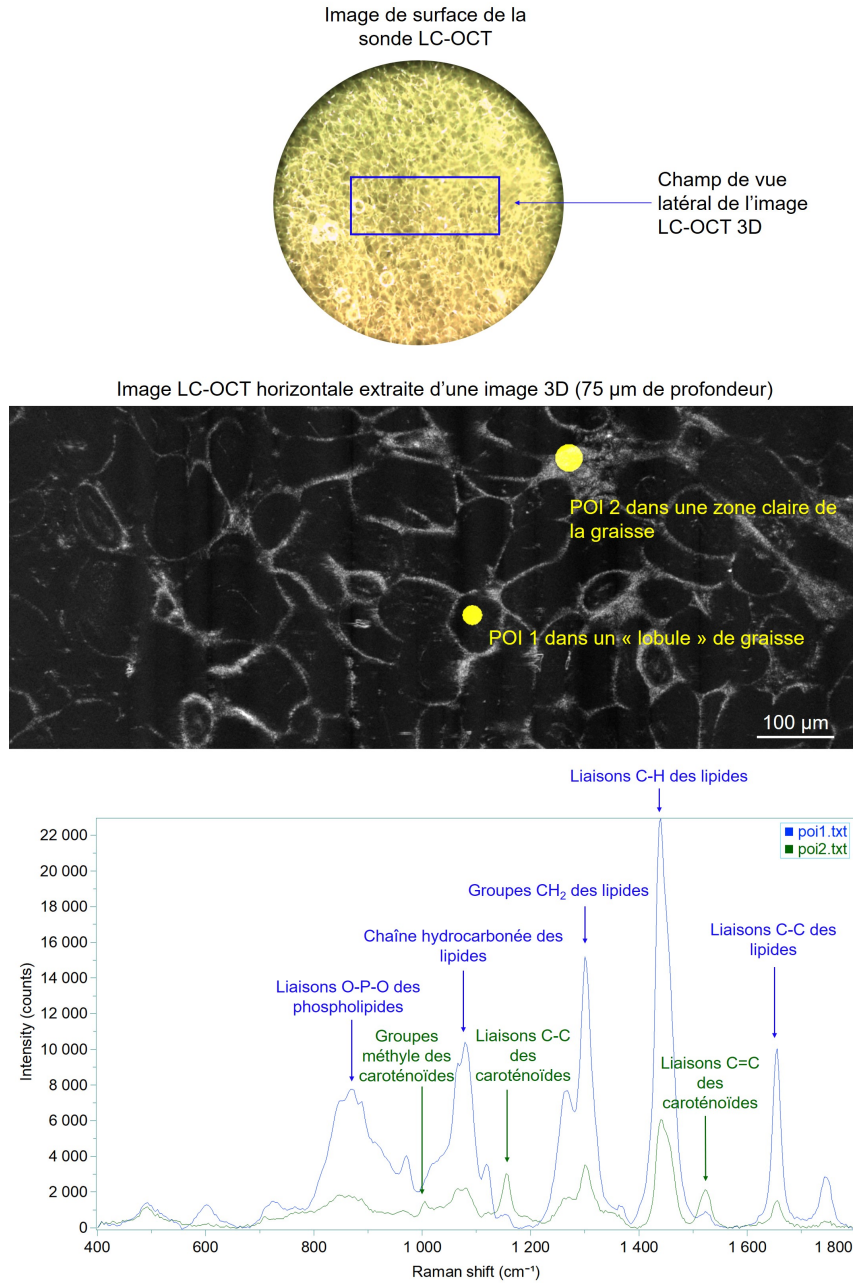 Image de surface de la
sonde LC-OCT
Champ de vue
latéral de l’image
LC-OCT 3D
Image LC-OCT horizontale extraite d’une image 3D (75 µm de profondeur)
POI 2 dans une zone claire de
la graisse
POI 1 dans un « lobule » de graisse
100 µm
Liaisons C-H des lipides
poi1.txt
poi2.txt
Groupes CH₂ des lipides
Chaîne hydrocarbonée des
lipides
Liaisons C-C des
lipides
Liaisons O-P-O des
phospholipides
Groupes
méthyle des
caroténoïdes
Liaisons C-C
des
caroténoïdes
Liaisons C=C
des
caroténoïdes
Intensity (counts)
22 000
20 000
18 000
16 000
14 000
12 000
10 000
8 000
6 000
4 000
2 000
0
400
600
800
1 000
1 200
1 400
1 600
1 800
Raman shift (cm⁻¹)